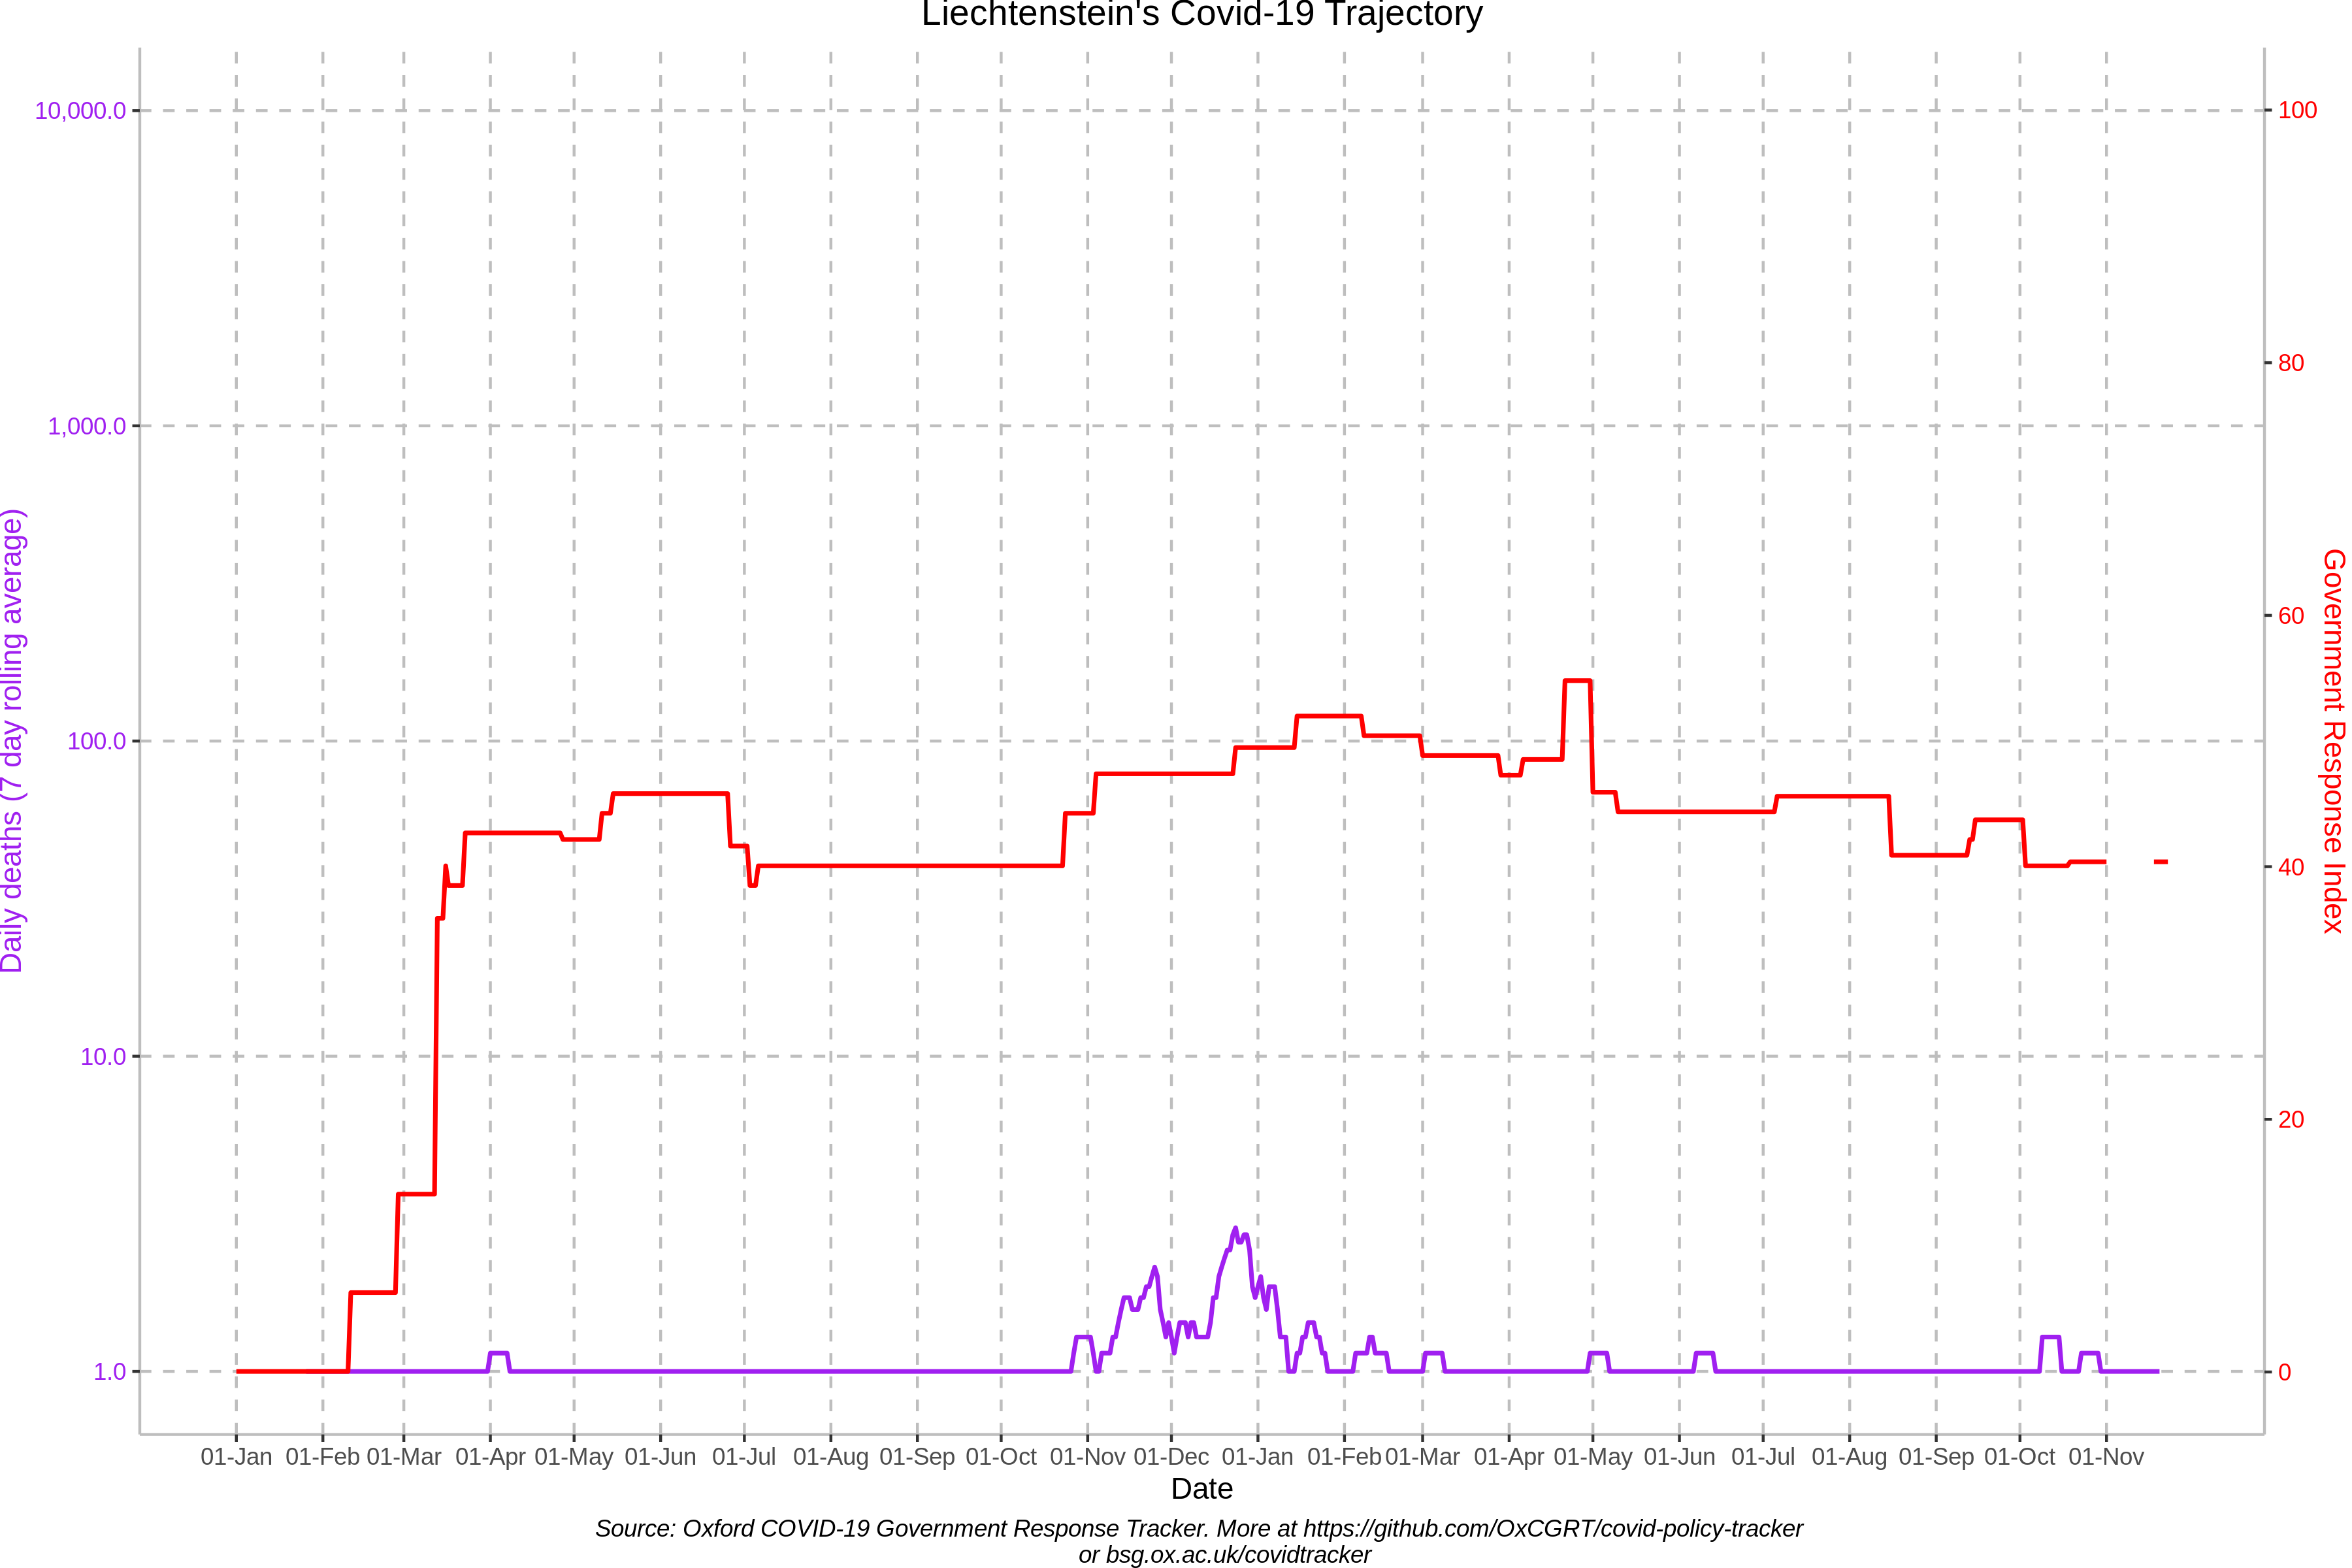 Liechtenstein's Covid-19 Trajectory
Daily deaths (7 day rolling average)
10,000.0
1,000.0
100.0
10.0
1.0
100
80
60
40
20
0
Government Response Index
01-Jan 01-Feb 01-Mar 01-Apr 01-May 01-Jun 01-Jul 01-Aug 01-Sep 01-Oct 01-Nov 01-Dec 01-Jan 01-Feb 01-Mar 01-Apr 01-May 01-Jun 01-Jul 01-Aug 01-Sep 01-Oct 01-Nov
Date
Source: Oxford COVID-19 Government Response Tracker. More at https://github.com/OxCGRT/covid-policy-tracker
or bsg.ox.ac.uk/covidtracker